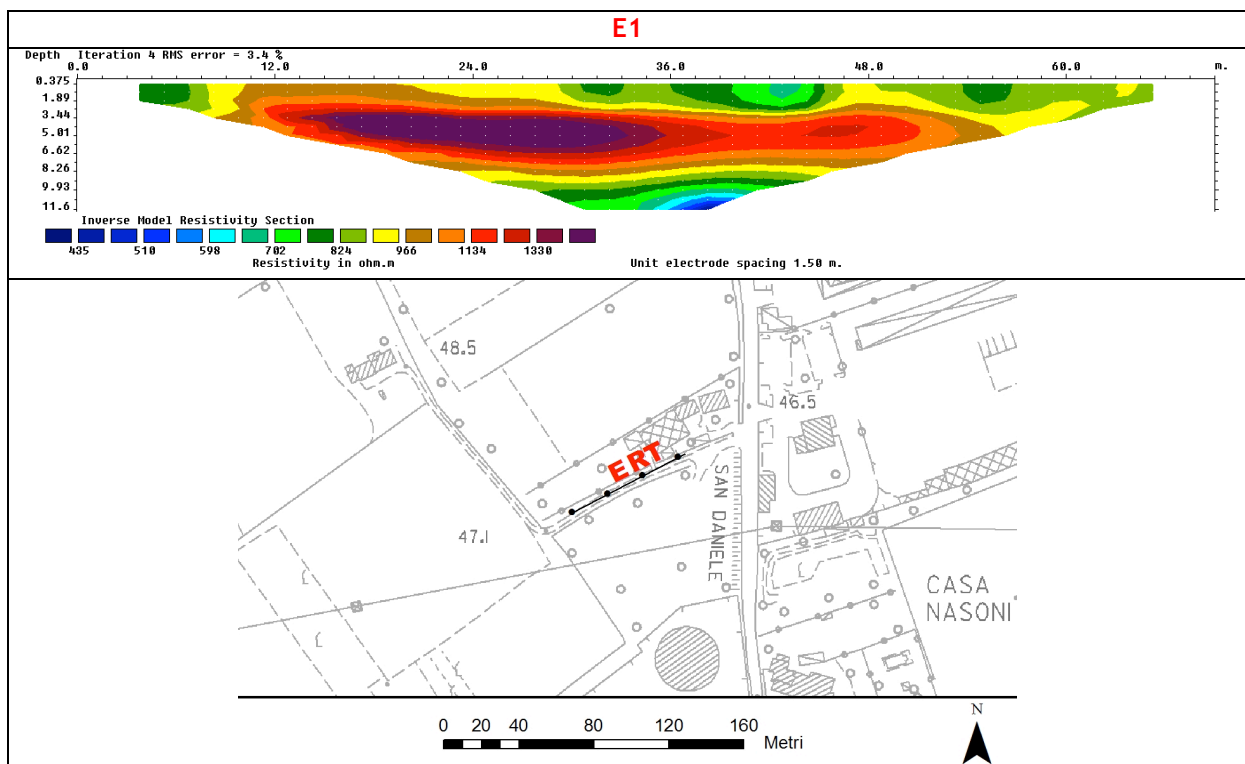 E1
Depth Iteration 4 RMS error = 3.4 %
0.0 12.0 24.0 36.0 48.0 60.0 m.
0.375
1.89
3.44
5.01
6.62
8.26
9.93
11.6
Inverse Model Resistivity Section
435 510 598 702 824 966 1134 1330
Resistivity in ohm.m Unit electrode spacing 1.50 m.
48.5
46.5
ERT
SAN DANIELE
47.1
CASA
NASONI
N
0 20 40 80 120 160
Metri